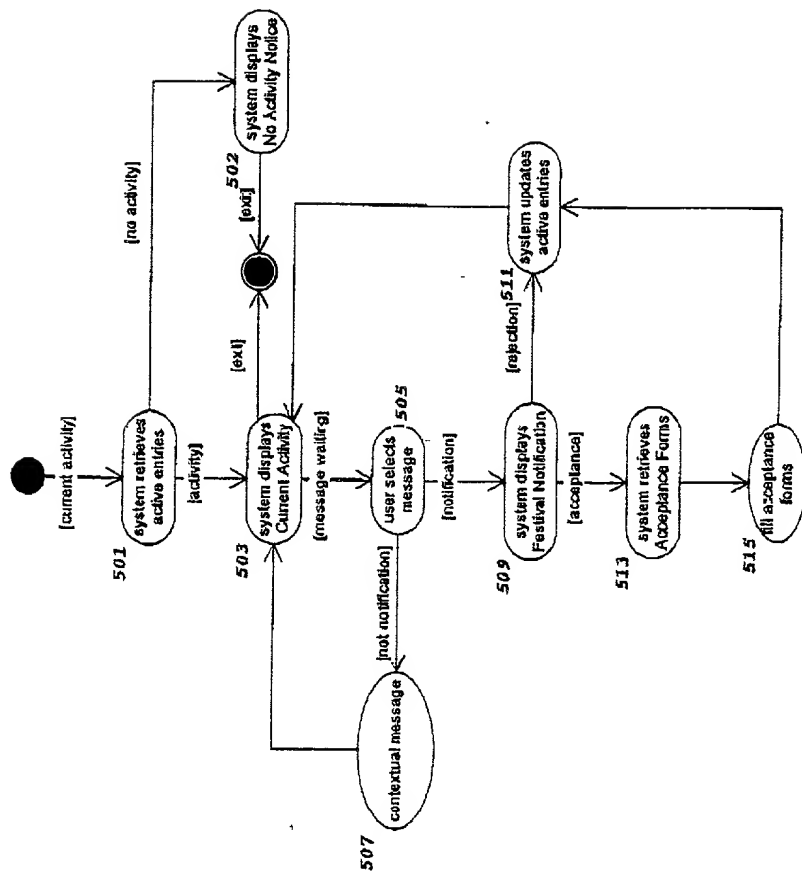 [current activity]
501
system retrieves
active entries
[no activity]
[activity]
502
system displays
No Activity Notice
[exit]
[exit]
503
system displays
Current Activity
[message waiting]
505
user selects
message
[not notification]
507
contextual message
[notification]
509
system displays
Festival Notification
[rejection]
511
system updates
active entries
[acceptance]
513
system retrieves
Acceptance Forms
515
fill acceptance
forms